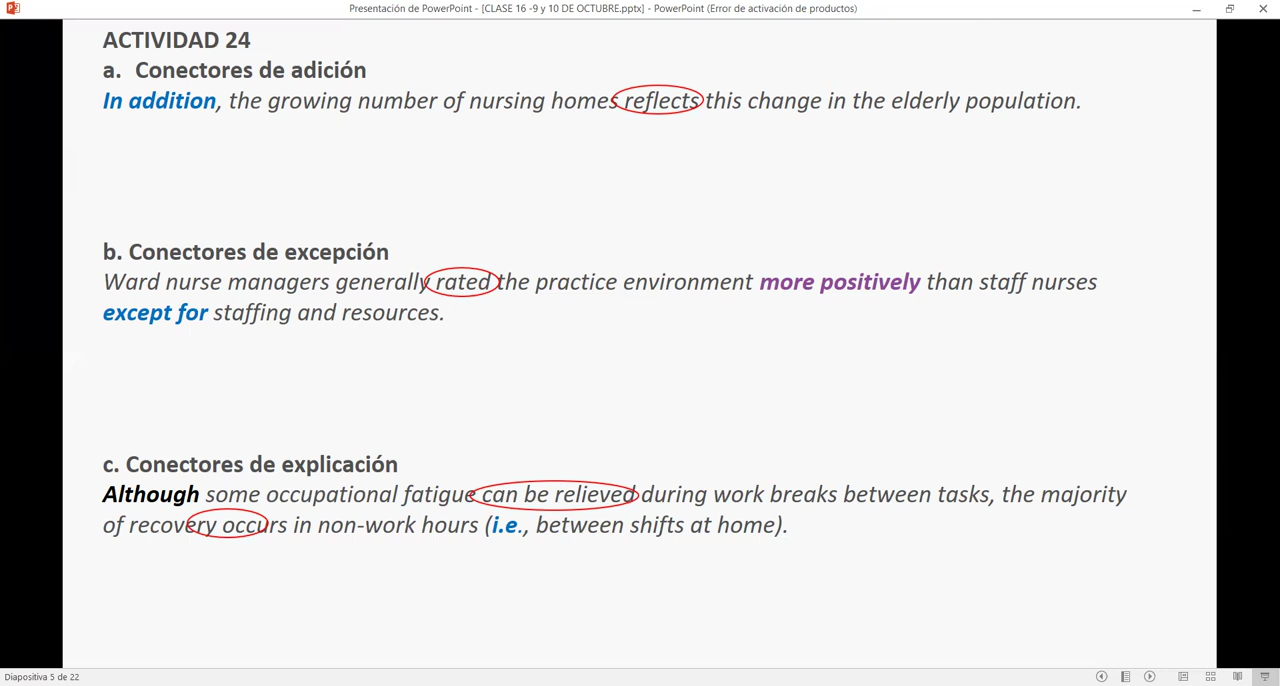 Presentación de PowerPoint - [CLASE 16 -9 y 10 DE OCTUBRE.pptx] - PowerPoint (Error de activación de productos)
ACTIVIDAD 24
a. Conectores de adición
In addition, the growing number of nursing homes reflects this change in the elderly population.
b. Conectores de excepción
Ward nurse managers generally rated the practice environment more positively than staff nurses
except for staffing and resources.
c. Conectores de explicación
Although some occupational fatigue can be relieved during work breaks between tasks, the majority
of recovery occurs in non-work hours (i.e., between shifts at home).
Diapositiva 5 de 22